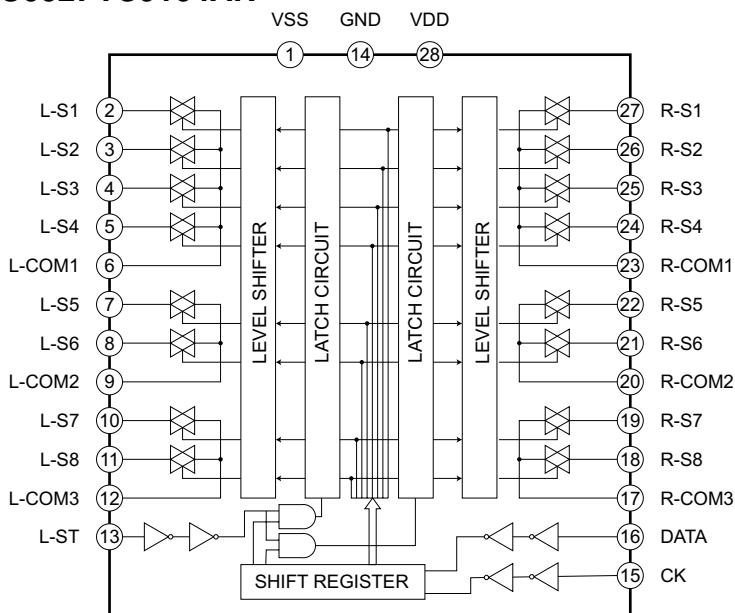 VSS GND VDD
1 14 28
L-S1 2 27 R-S1
L-S2 3 26 R-S2
L-S3 4 25 R-S3
L-S4 5 24 R-S4
L-COM1 6 23 R-COM1
L-S5 7 22 R-S5
L-S6 8 21 R-S6
L-COM2 9 20 R-COM2
L-S7 10 19 R-S7
L-S8 11 18 R-S8
L-COM3 12 17 R-COM3
L-ST 13 16 DATA
15 CK
LEVEL SHIFTER
LATCH CIRCUIT
LATCH CIRCUIT
LEVEL SHIFTER
SHIFT REGISTER